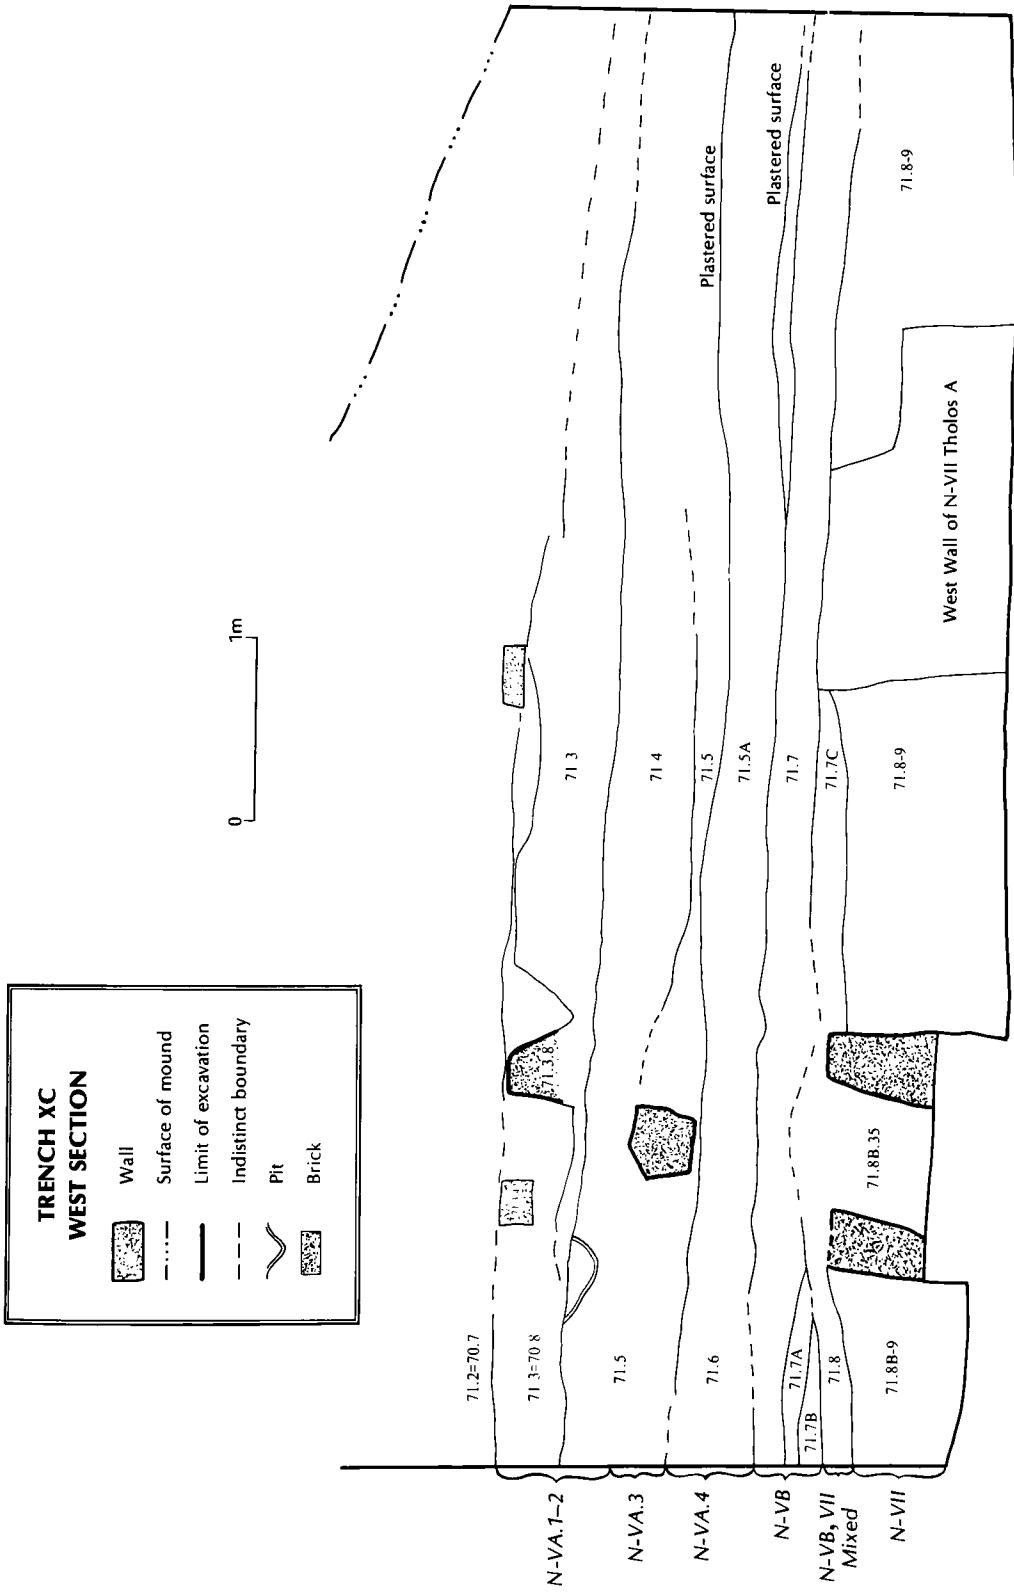 TRENCH XC
WEST SECTION
Wall
Surface of mound
Limit of excavation
Indistinct boundary
Pit
Brick
0
1m
71.2=70.7
71.3=70.8
71.5
71.6
71.7A
71.7B
71.8
71.8B-9
71.3.8
71.8B.35
71.3
71.4
71.5
71.5A
71.7
71.7C
71.8-9
Plastered surface
Plastered surface
71.8-9
West Wall of N-VII Tholos A
N-VA.1–2
N-VA.3
N-VA.4
N-VB
N-VB, VII
Mixed
N-VII